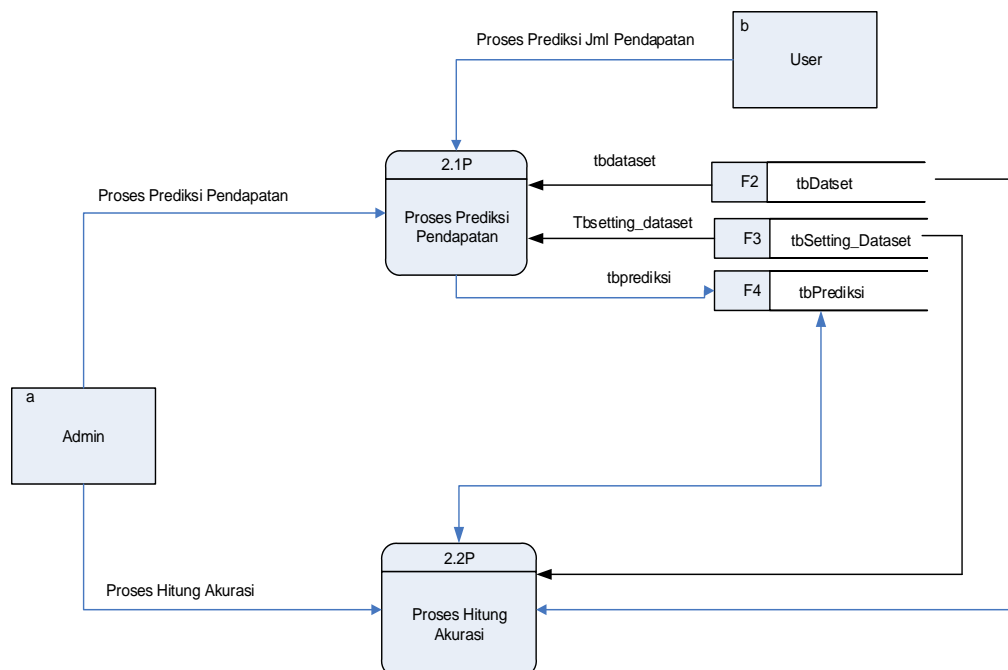 b
Proses Prediksi Jml Pendapatan
User
2.1P
tbdataset
F2
tbDatset
Proses Prediksi Pendapatan
Proses Prediksi
Pendapatan
Tbsetting_dataset
F3
tbSetting_Dataset
tbprediksi
F4
tbPrediksi
a
Admin
2.2P
Proses Hitung Akurasi
Proses Hitung
Akurasi